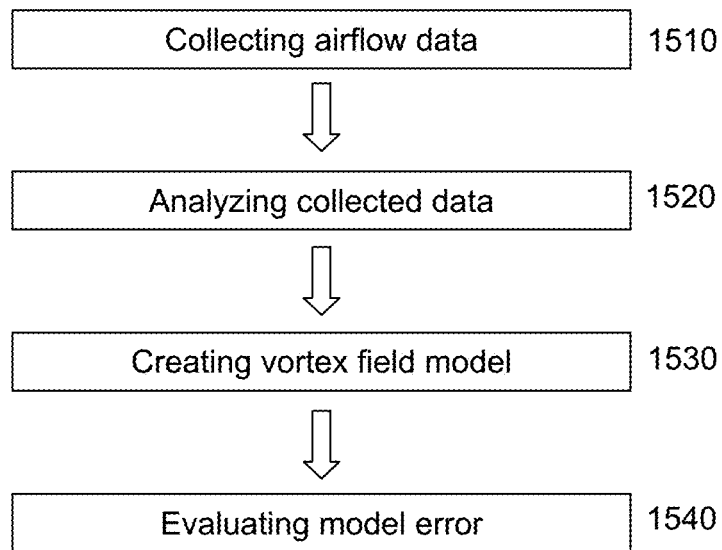 Collecting airflow data 1510
Analyzing collected data 1520
Creating vortex field model 1530
Evaluating model error 1540